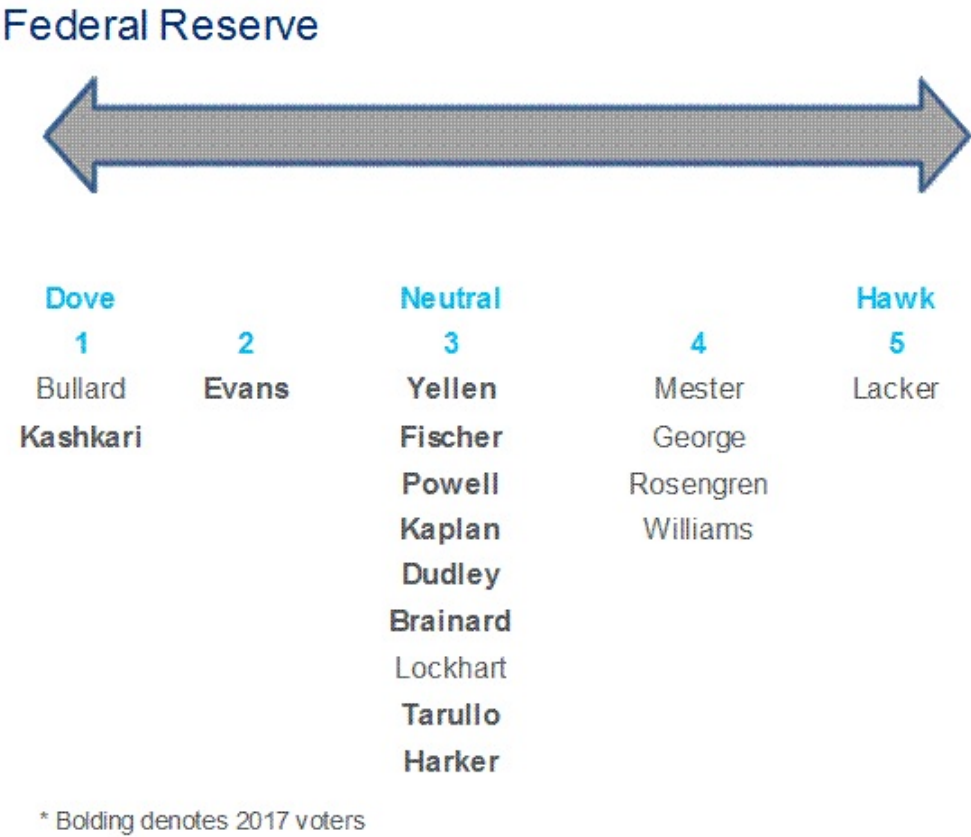 Federal Reserve
Dove Neutral Hawk
1 2 3 4 5
Bullard Evans Yellen Mester Lacker
Kashkari Fischer George
Powell Rosengren
Kaplan Williams
Dudley
Brainard
Lockhart
Tarullo
Harker
* Bolding denotes 2017 voters